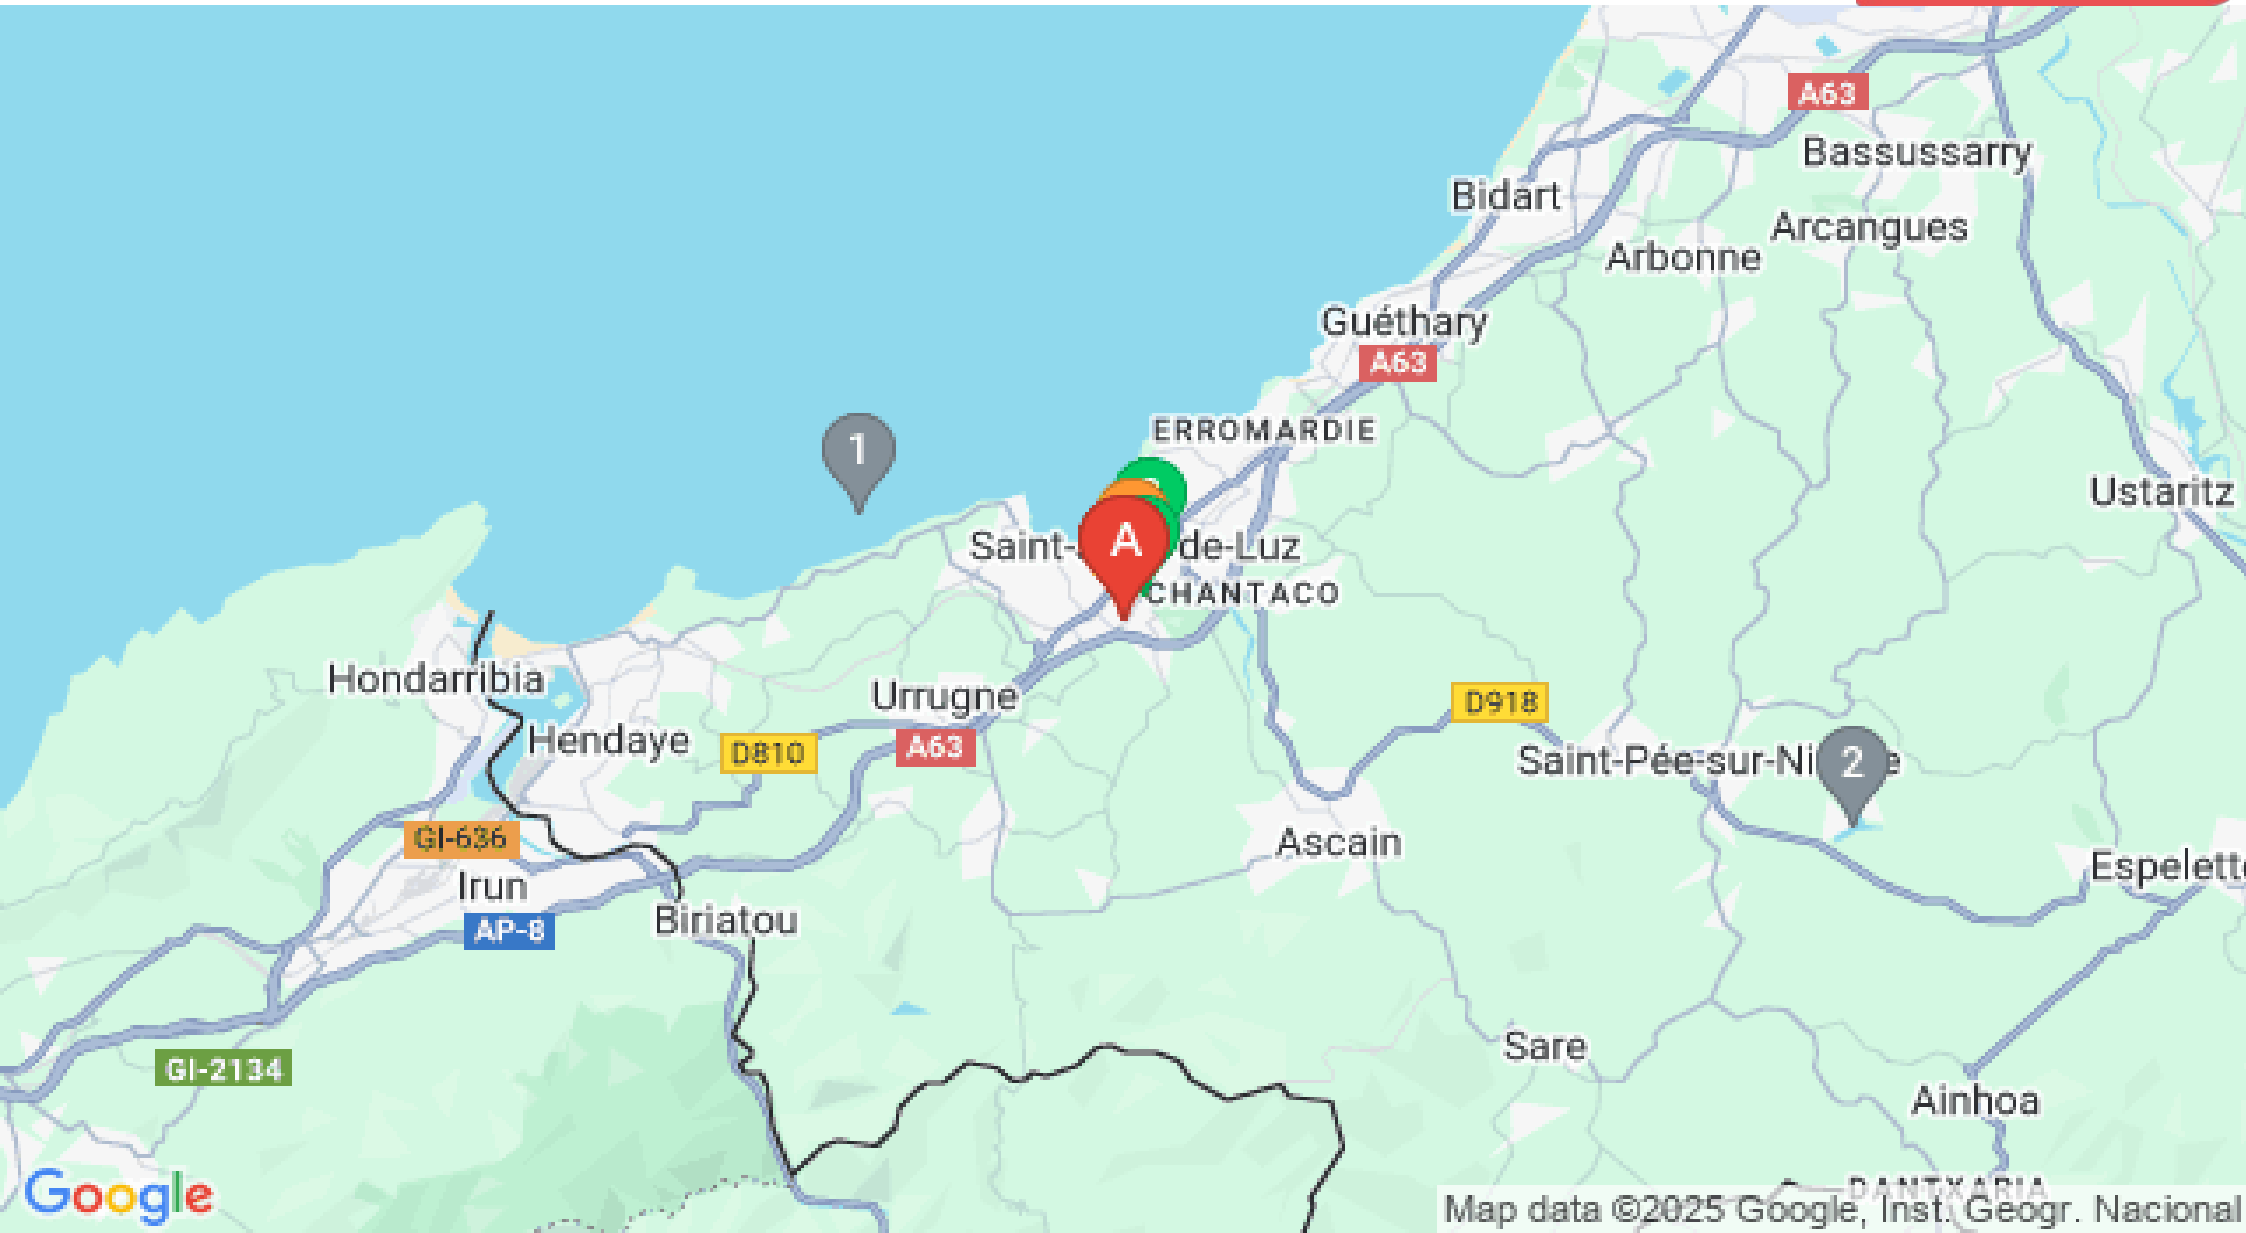 A63
Bassussarry
Bidart
Arcangues
Arbonne
Guéthary
A63
ERROMARDIE
1
Ustaritz
A
Saint-
de-Luz
CHANTACO
Hondarribia
Urrugne
D918
Hendaye
D810
A63
Saint-Pée-sur-Ni
e
2
GI-636
Ascain
Irun
Espelette
AP-8
Biriatou
Sare
GI-2134
Ainhoa
DANTXARIA
Google
Map data ©2025 Google, Inst. Geogr. Nacional